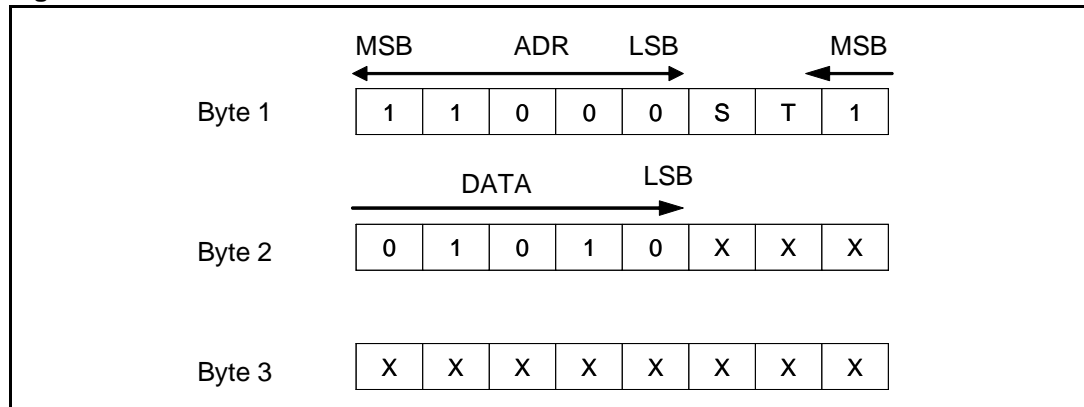 MSB ADR LSB MSB
Byte 1 1 1 0 0 0 S T 1
DATA LSB
Byte 2 0 1 0 1 0 X X X
Byte 3 X X X X X X X X